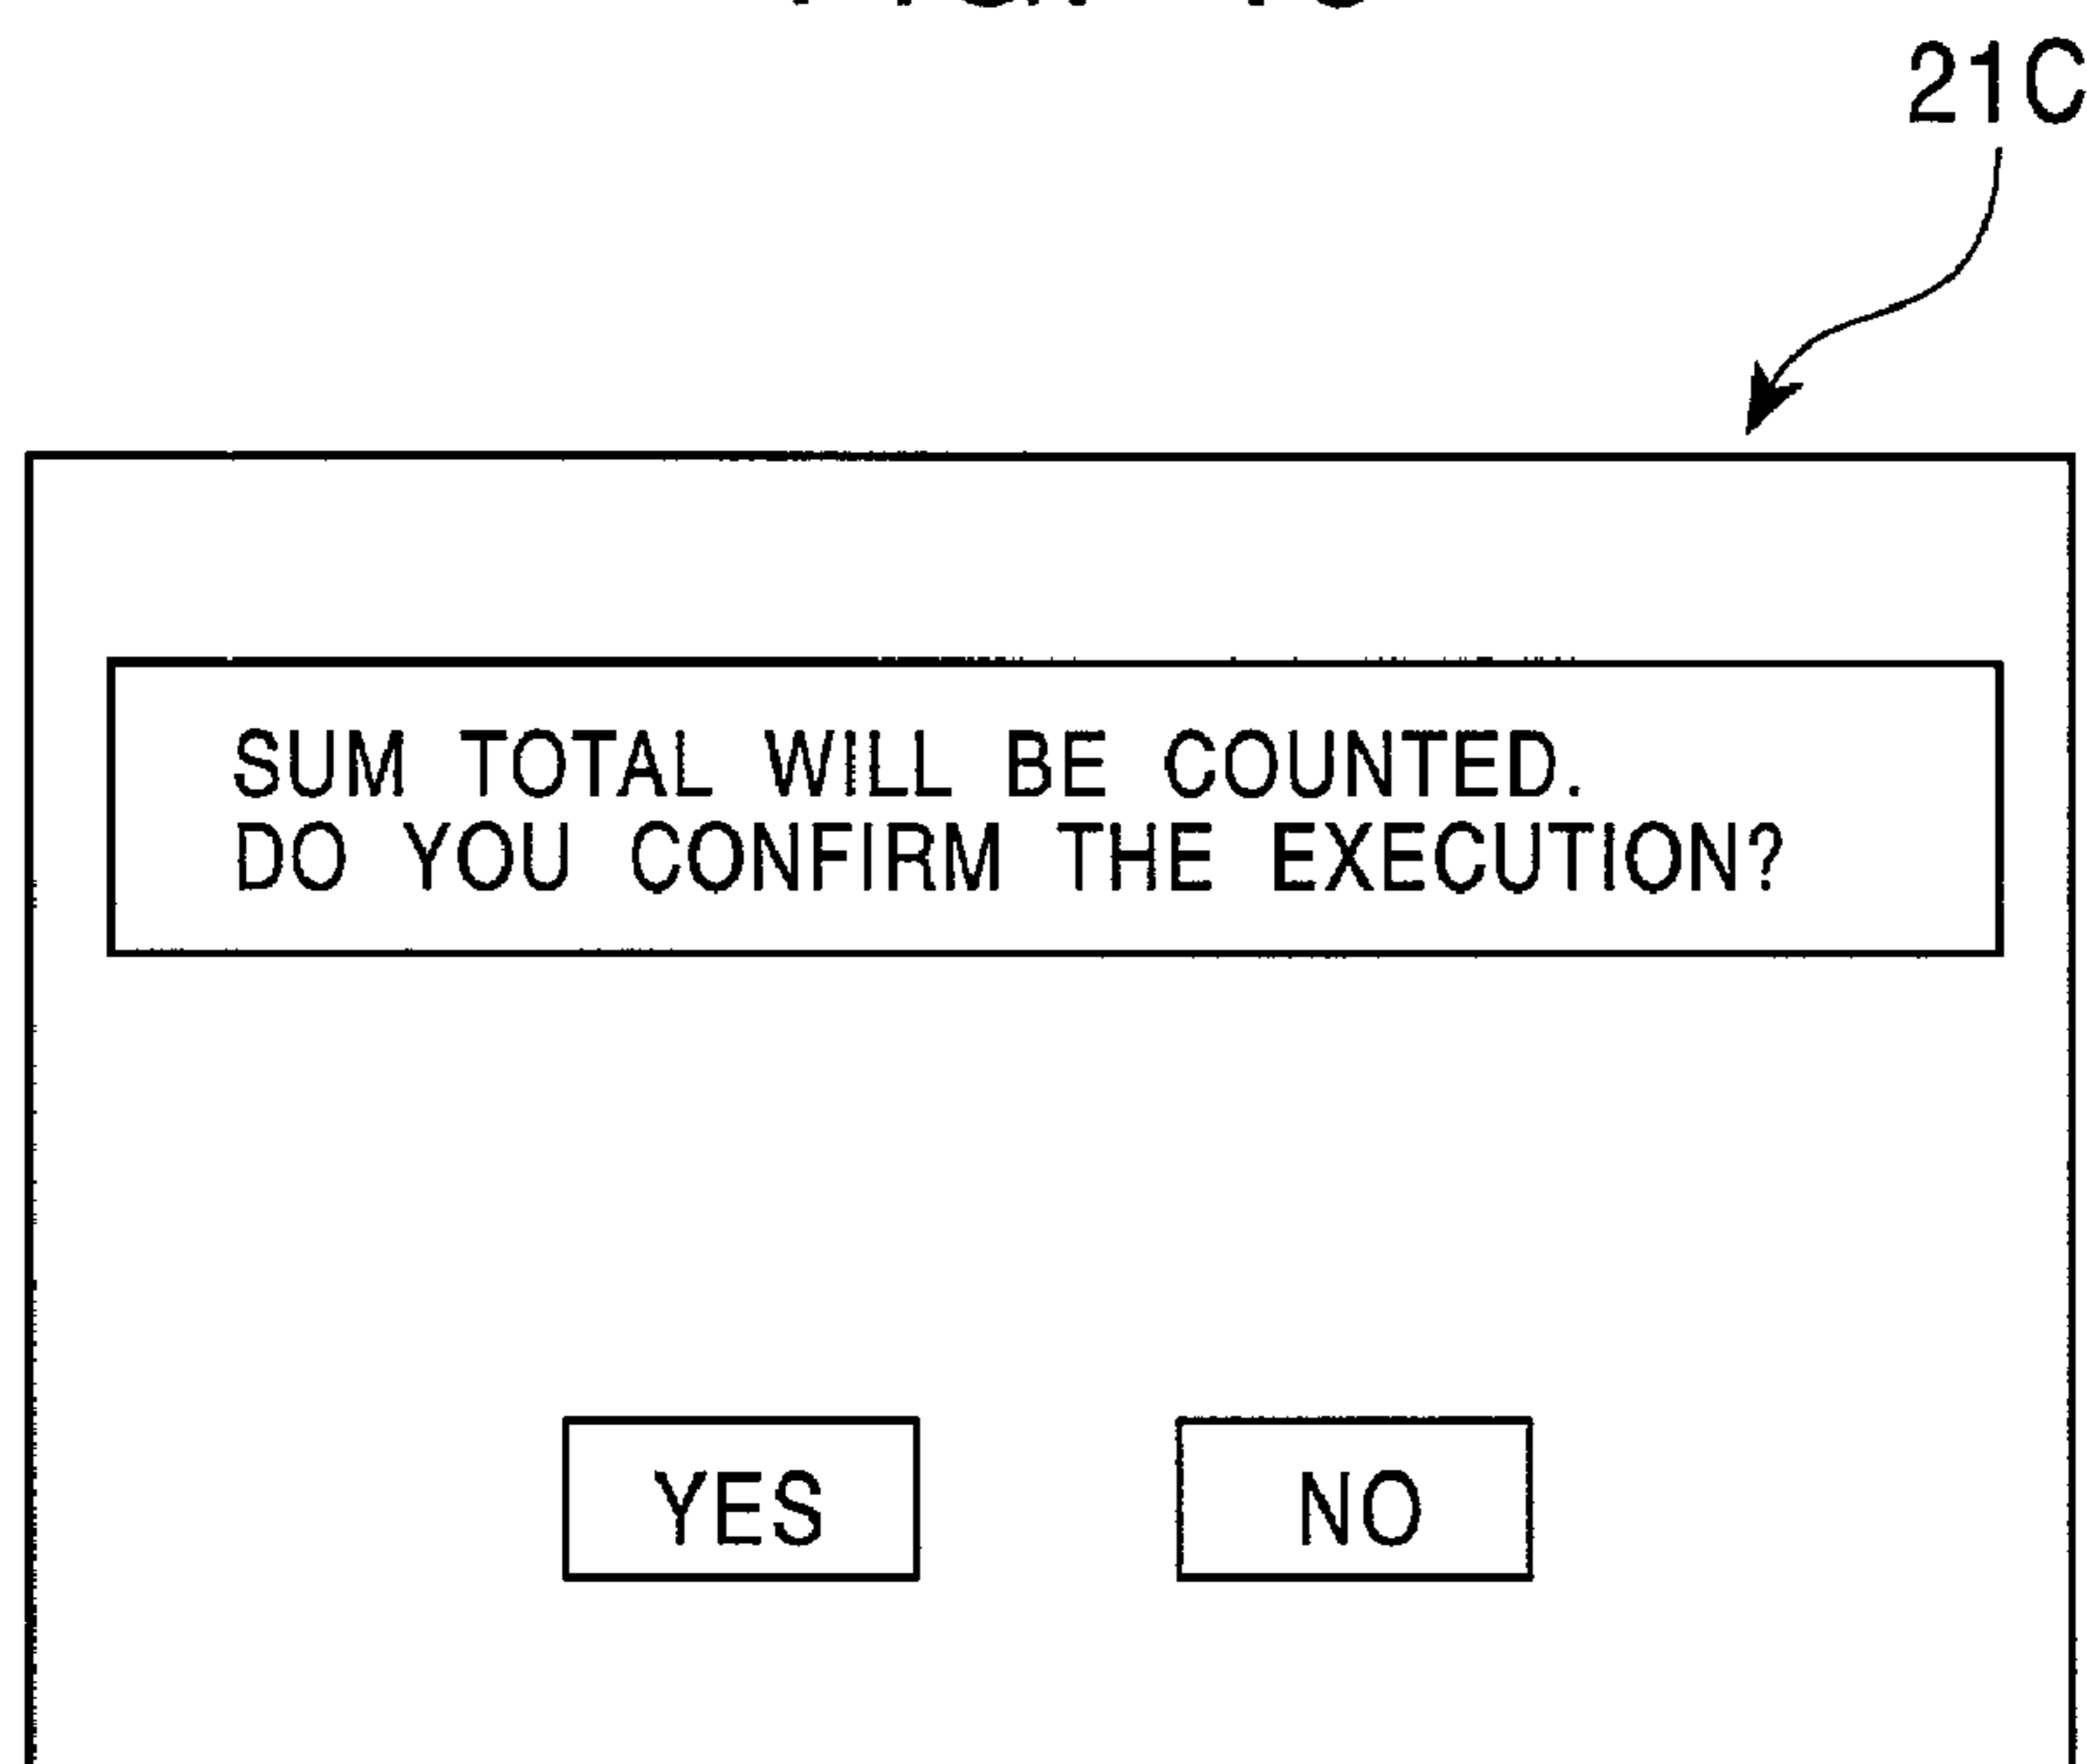 21C
SUM TOTAL WILL BE COUNTED.
DO YOU CONFIRM THE EXECUTION?
YES
NO